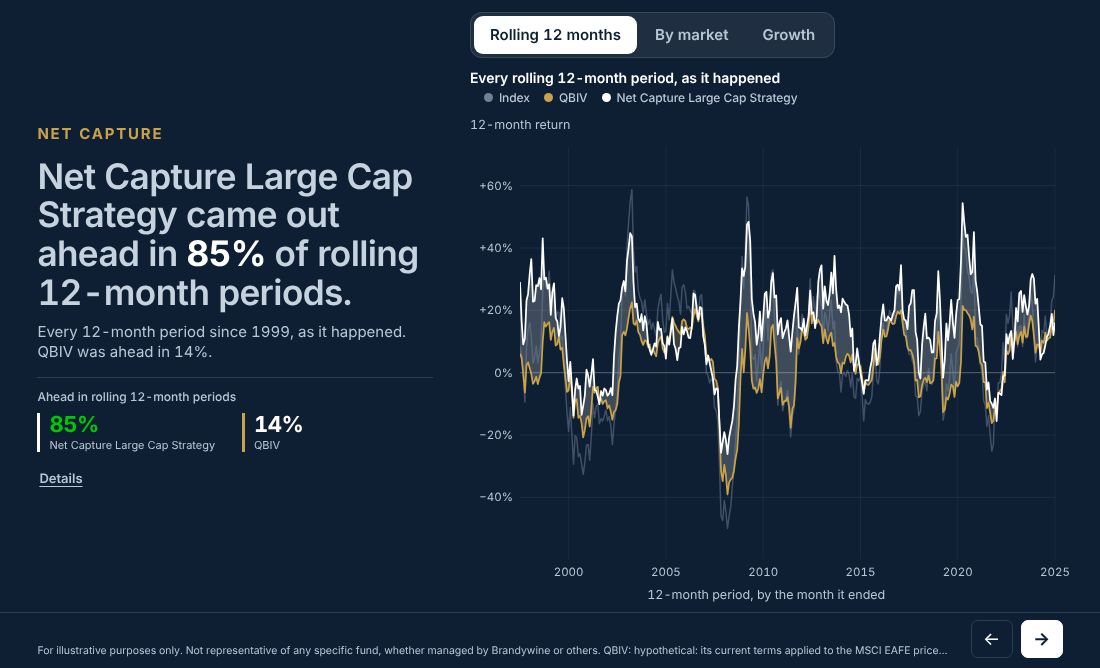 Rolling 12 months
By market
Growth
Every rolling 12-month period, as it happened
Index
QBIV
Net Capture Large Cap Strategy
12-month return
NET CAPTURE
Net Capture Large Cap
Strategy came out
ahead in 85% of rolling
12-month periods.
Every 12-month period since 1999, as it happened.
QBIV was ahead in 14%.
Ahead in rolling 12-month periods
85%
Net Capture Large Cap Strategy
14%
QBIV
Details
+60%
+40%
+20%
0%
−20%
−40%
2000
2005
2010
2015
2020
2025
12-month period, by the month it ended
For illustrative purposes only. Not representative of any specific fund, whether managed by Brandywine or others. QBIV: hypothetical: its current terms applied to the MSCI EAFE price...